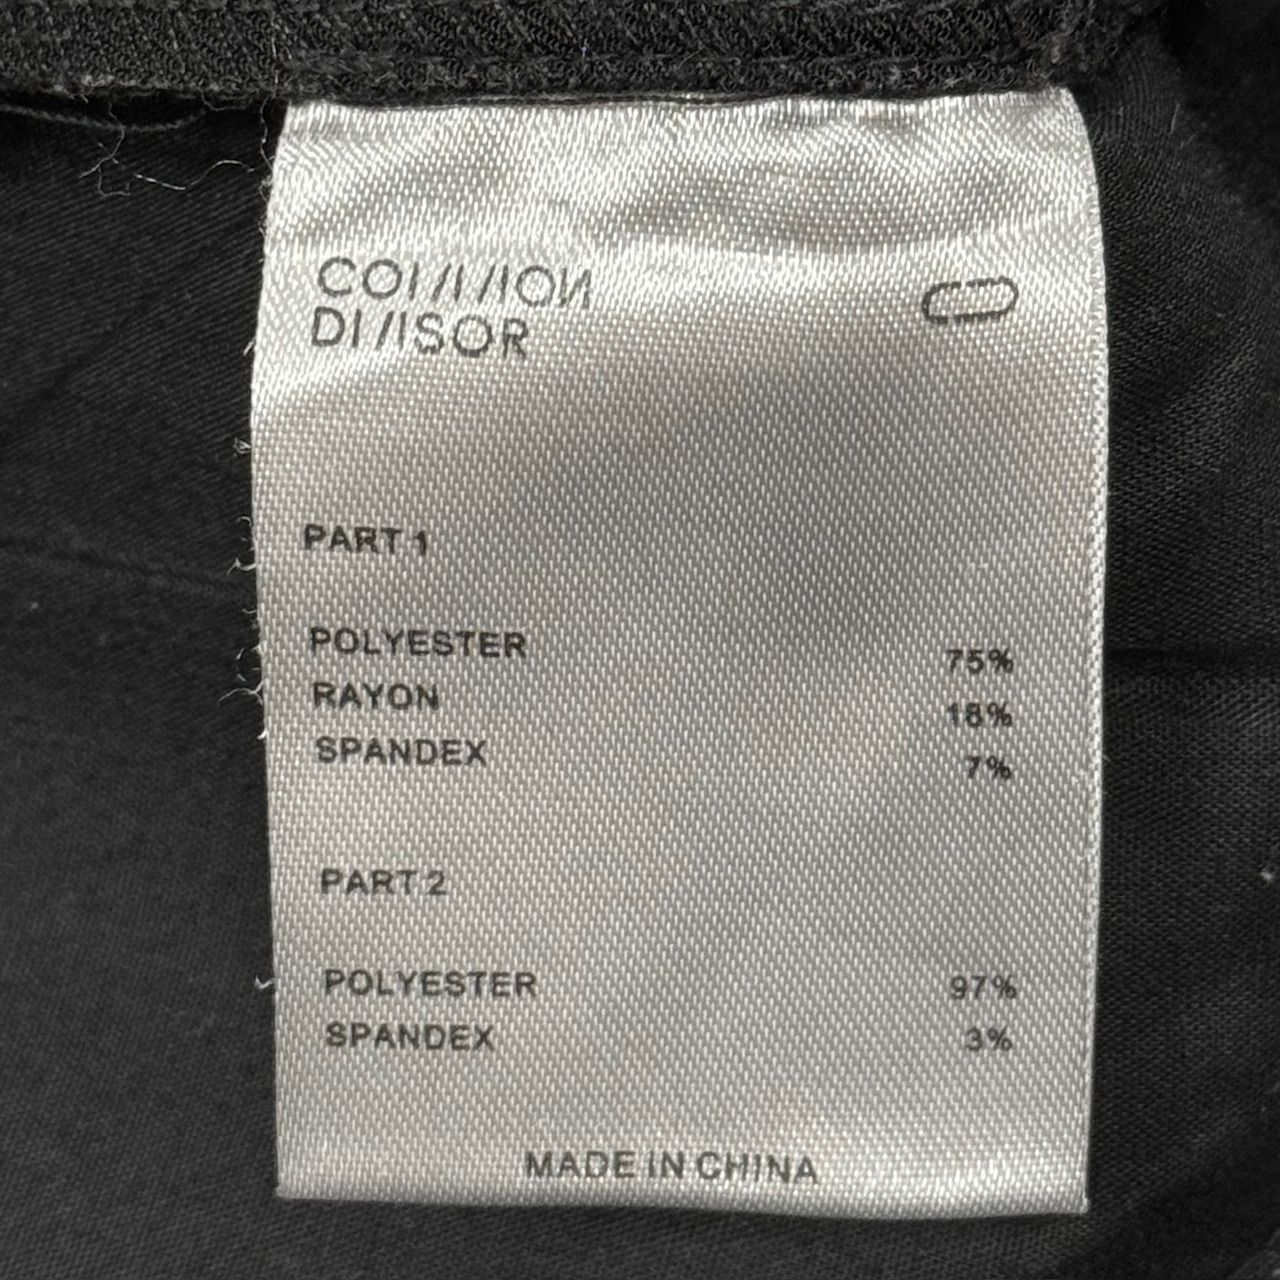 COMMON
DIVISOR
PART 1
POLYESTER 75%
RAYON 18%
SPANDEX 7%
PART 2
POLYESTER 97%
SPANDEX 3%
MADE IN CHINA